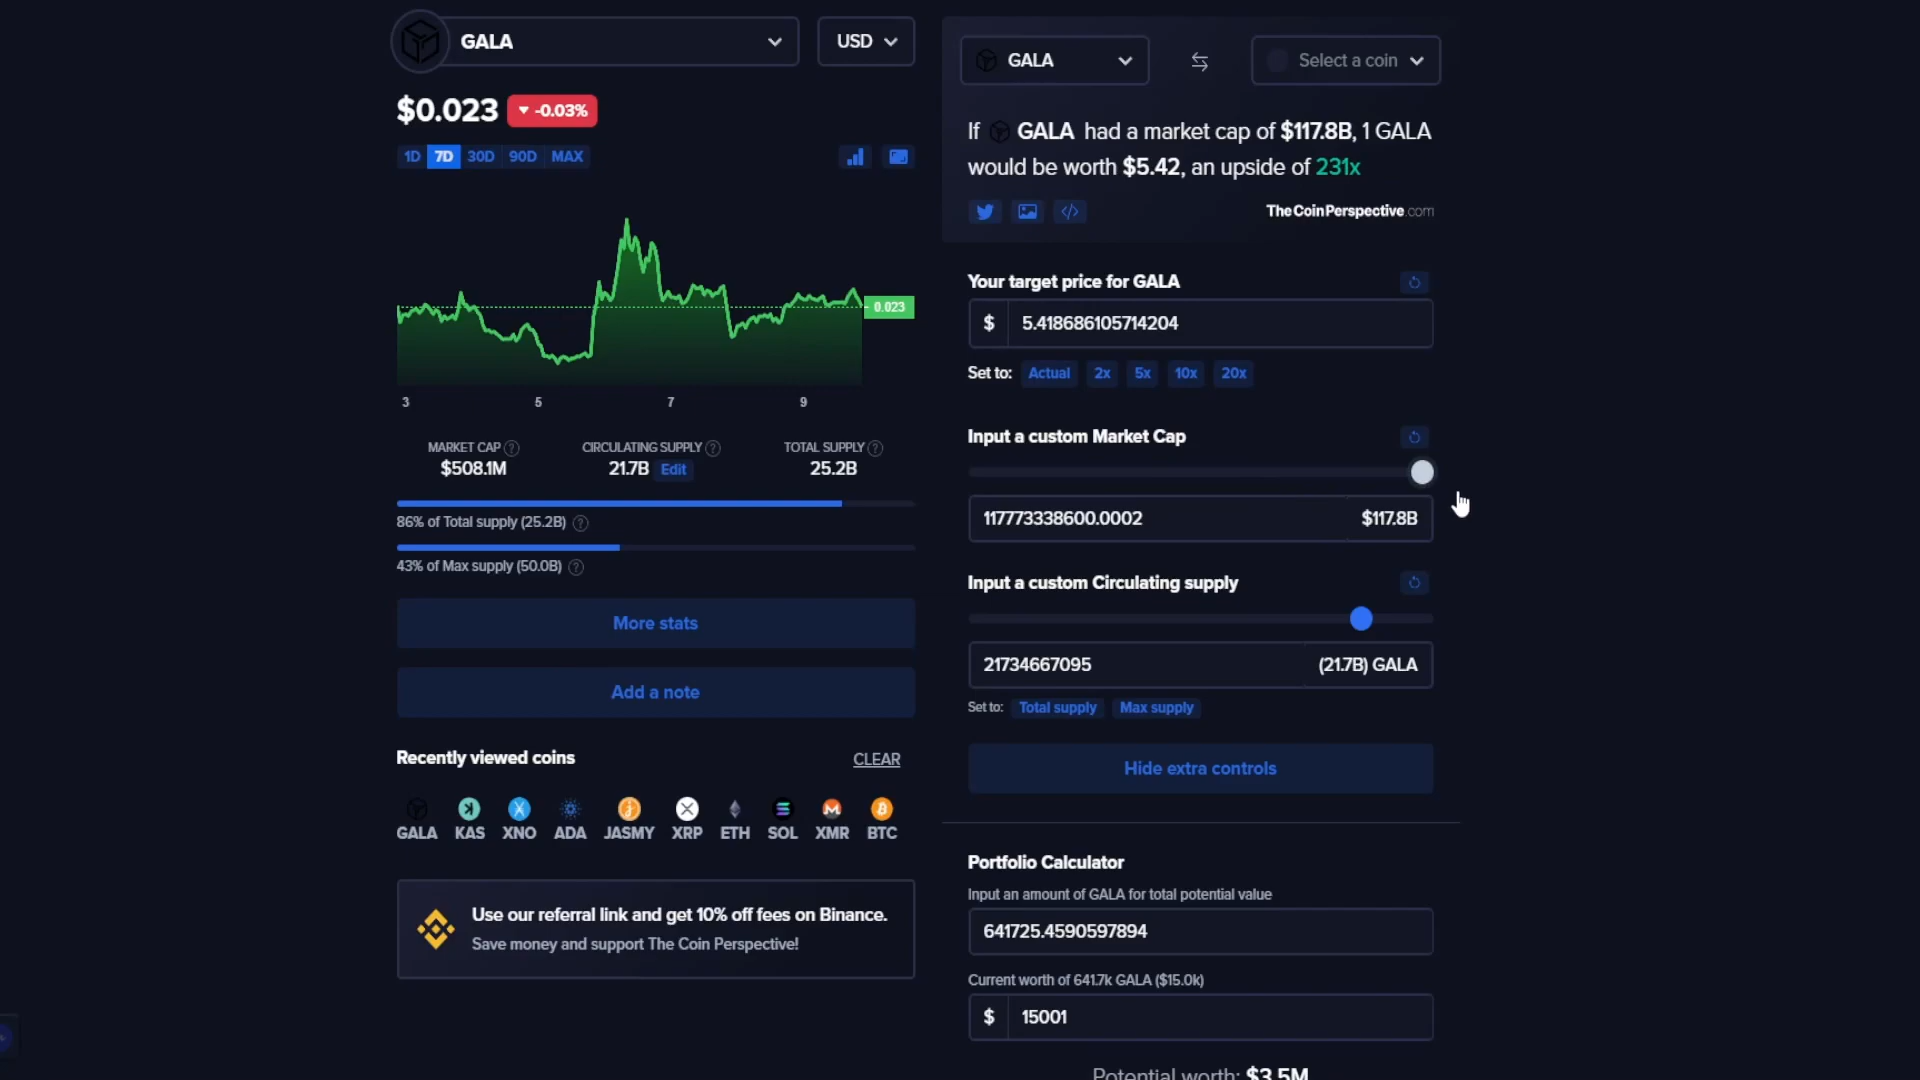 GALA
USD
$0.023 -0.03%
1D 7D 30D 90D MAX
0.023
3 5 7 9
MARKET CAP ? CIRCULATING SUPPLY ? TOTAL SUPPLY ?
$508.1M 21.7B Edit 25.2B
86% of Total supply (25.2B) ?
43% of Max supply (50.0B) ?
More stats
Add a note
Recently viewed coins CLEAR
GALA KAS XNO ADA JASMY XRP ETH SOL XMR BTC
Use our referral link and get 10% off fees on Binance.
Save money and support The Coin Perspective!
GALA Select a coin
If GALA had a market cap of $117.8B, 1 GALA
would be worth $5.42, an upside of 231x
TheCoinPerspective.com
Your target price for GALA
$ 5.418686105714204
Set to: Actual 2x 5x 10x 20x
Input a custom Market Cap
117773338600.0002 $117.8B
Input a custom Circulating supply
21734667095 (21.7B) GALA
Set to: Total supply Max supply
Hide extra controls
Portfolio Calculator
Input an amount of GALA for total potential value
641725.4590597894
Current worth of 641.7k GALA ($15.0k)
$ 15001
Potential worth: $3.5M